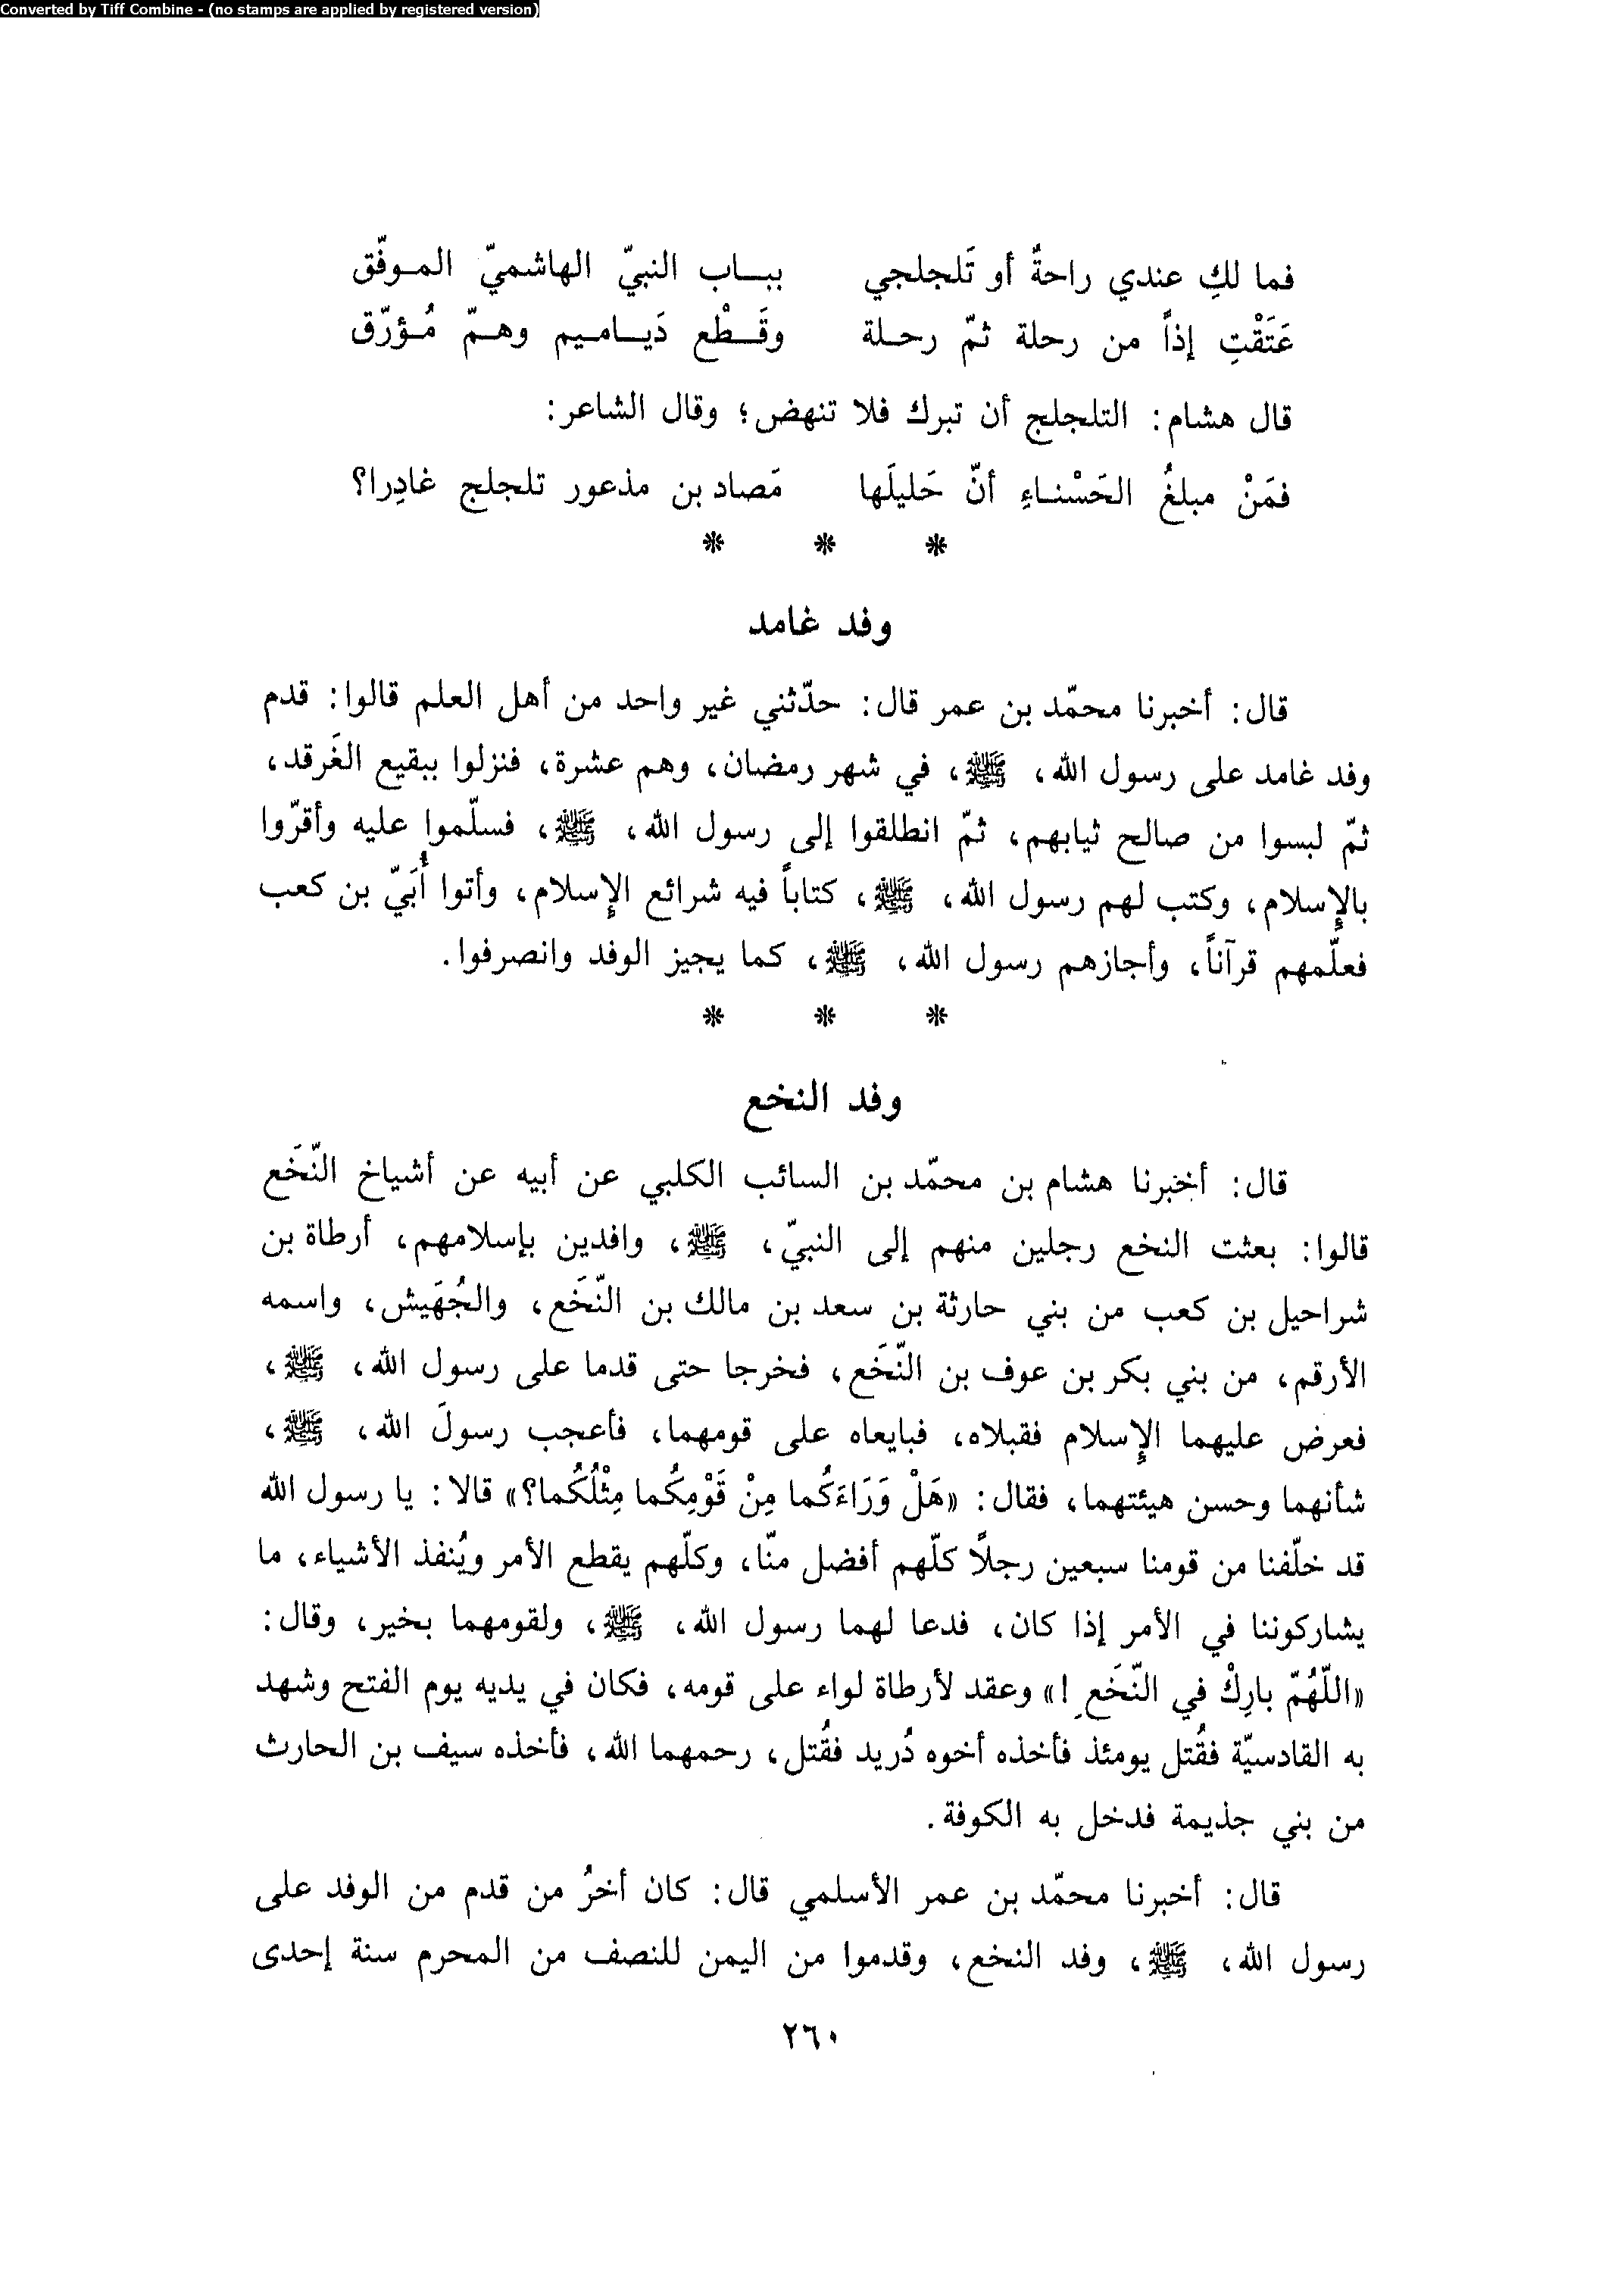 Converted by Tiff Combine - (no stamps are applied by registered version)
فما لكِ عندي راحةٌ أو تَلجلجي ببـاب النبيّ الهاشميّ الموفّق
عَتَقْتِ إذاً من رحلة ثمّ رحلة وقَطْع دَياميم وهمّ مُؤرّق
قال هشام: التلجلج أن تبرك فلا تنهض؛ وقال الشاعر:
فمَنْ مبلغُ الحَسْناءِ أنّ حَليلَها مَصاد بن مذعور تلجلج غادِرا؟
* * *
وفد غامد
قال: أخبرنا محمّد بن عمر قال: حدّثني غير واحد من أهل العلم قالوا: قدم
وفد غامد على رسول الله، ﷺ، في شهر رمضان، وهم عشرة، فنزلوا ببقيع الغَرقد،
ثمّ لبسوا من صالح ثيابهم، ثمّ انطلقوا إلى رسول الله، ﷺ، فسلّموا عليه وأقرّوا
بالإسلام، وكتب لهم رسول الله، ﷺ، كتاباً فيه شرائع الإسلام، وأتوا أُبَيّ بن كعب
فعلّمهم قرآناً، وأجازهم رسول الله، ﷺ، كما يجيز الوفد وانصرفوا.
* * *
وفد النخع
قال: أخبرنا هشام بن محمّد بن السائب الكلبي عن أبيه عن أشياخ النّخَع
قالوا: بعثت النخع رجلين منهم إلى النبيّ، ﷺ، وافدين بإسلامهم، أرطاة بن
شراحيل بن كعب من بني حارثة بن سعد بن مالك بن النّخَع، والجُهَيش، واسمه
الأرقم، من بني بكر بن عوف بن النّخَع، فخرجا حتى قدما على رسول الله، ﷺ،
فعرض عليهما الإسلام فقبلاه، فبايعاه على قومهما، فأعجب رسولَ الله، ﷺ،
شأنهما وحسن هيئتهما، فقال: «هَلْ وَرَاءَكُما مِنْ قَوْمِكُما مِثْلُكُما؟» قالا: يا رسول الله
قد خلّفنا من قومنا سبعين رجلاً كلّهم أفضل منّا، وكلّهم يقطع الأمر ويُنفذ الأشياء، ما
يشاركوننا في الأمر إذا كان، فدعا لهما رسول الله، ﷺ، ولقومهما بخير، وقال:
«اللّهُمّ بارِكْ في النّخَعِ!» وعقد لأرطاة لواء على قومه، فكان في يديه يوم الفتح وشهد
به القادسيّة فقُتل يومئذ فأخذه أخوه دُريد فقُتل، رحمهما الله، فأخذه سيف بن الحارث
من بني جذيمة فدخل به الكوفة.
قال: أخبرنا محمّد بن عمر الأسلمي قال: كان أخرُ من قدم من الوفد على
رسول الله، ﷺ، وفد النخع، وقدموا من اليمن للنصف من المحرم سنة إحدى
٢٦٠